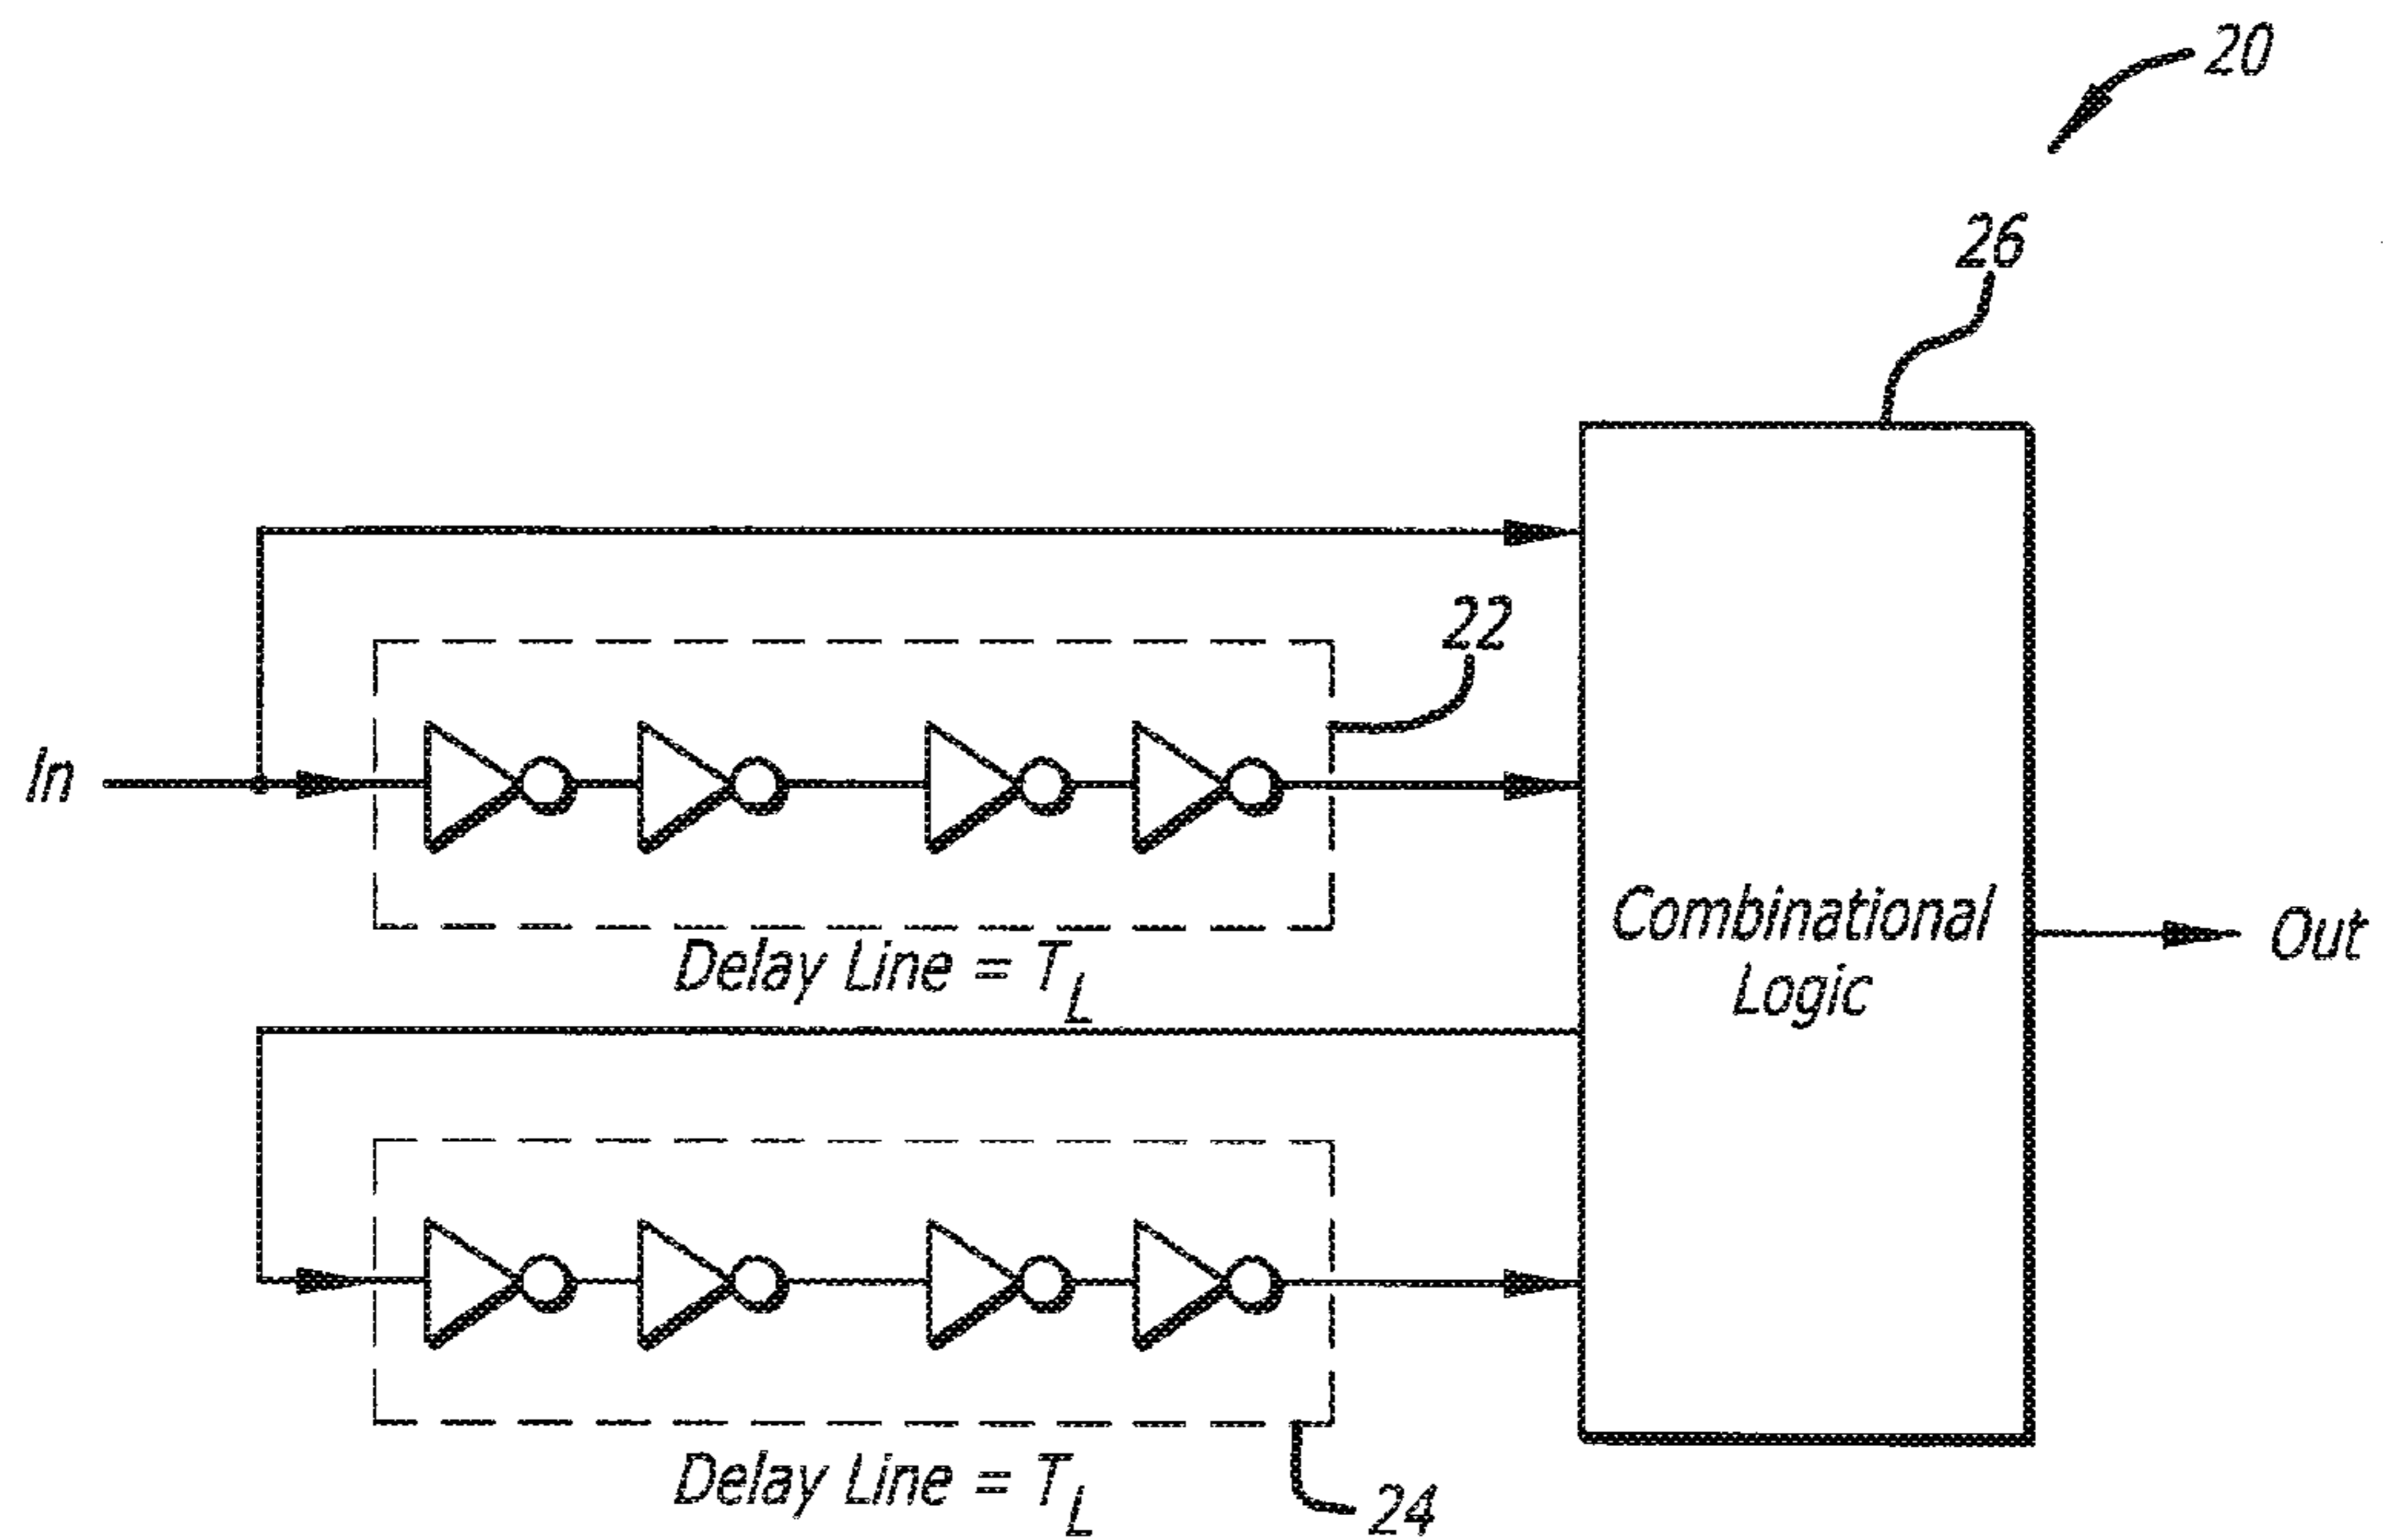 20
26
22
In
Combinational
Logic
Out
Delay Line = T_L
Delay Line = T_L
24